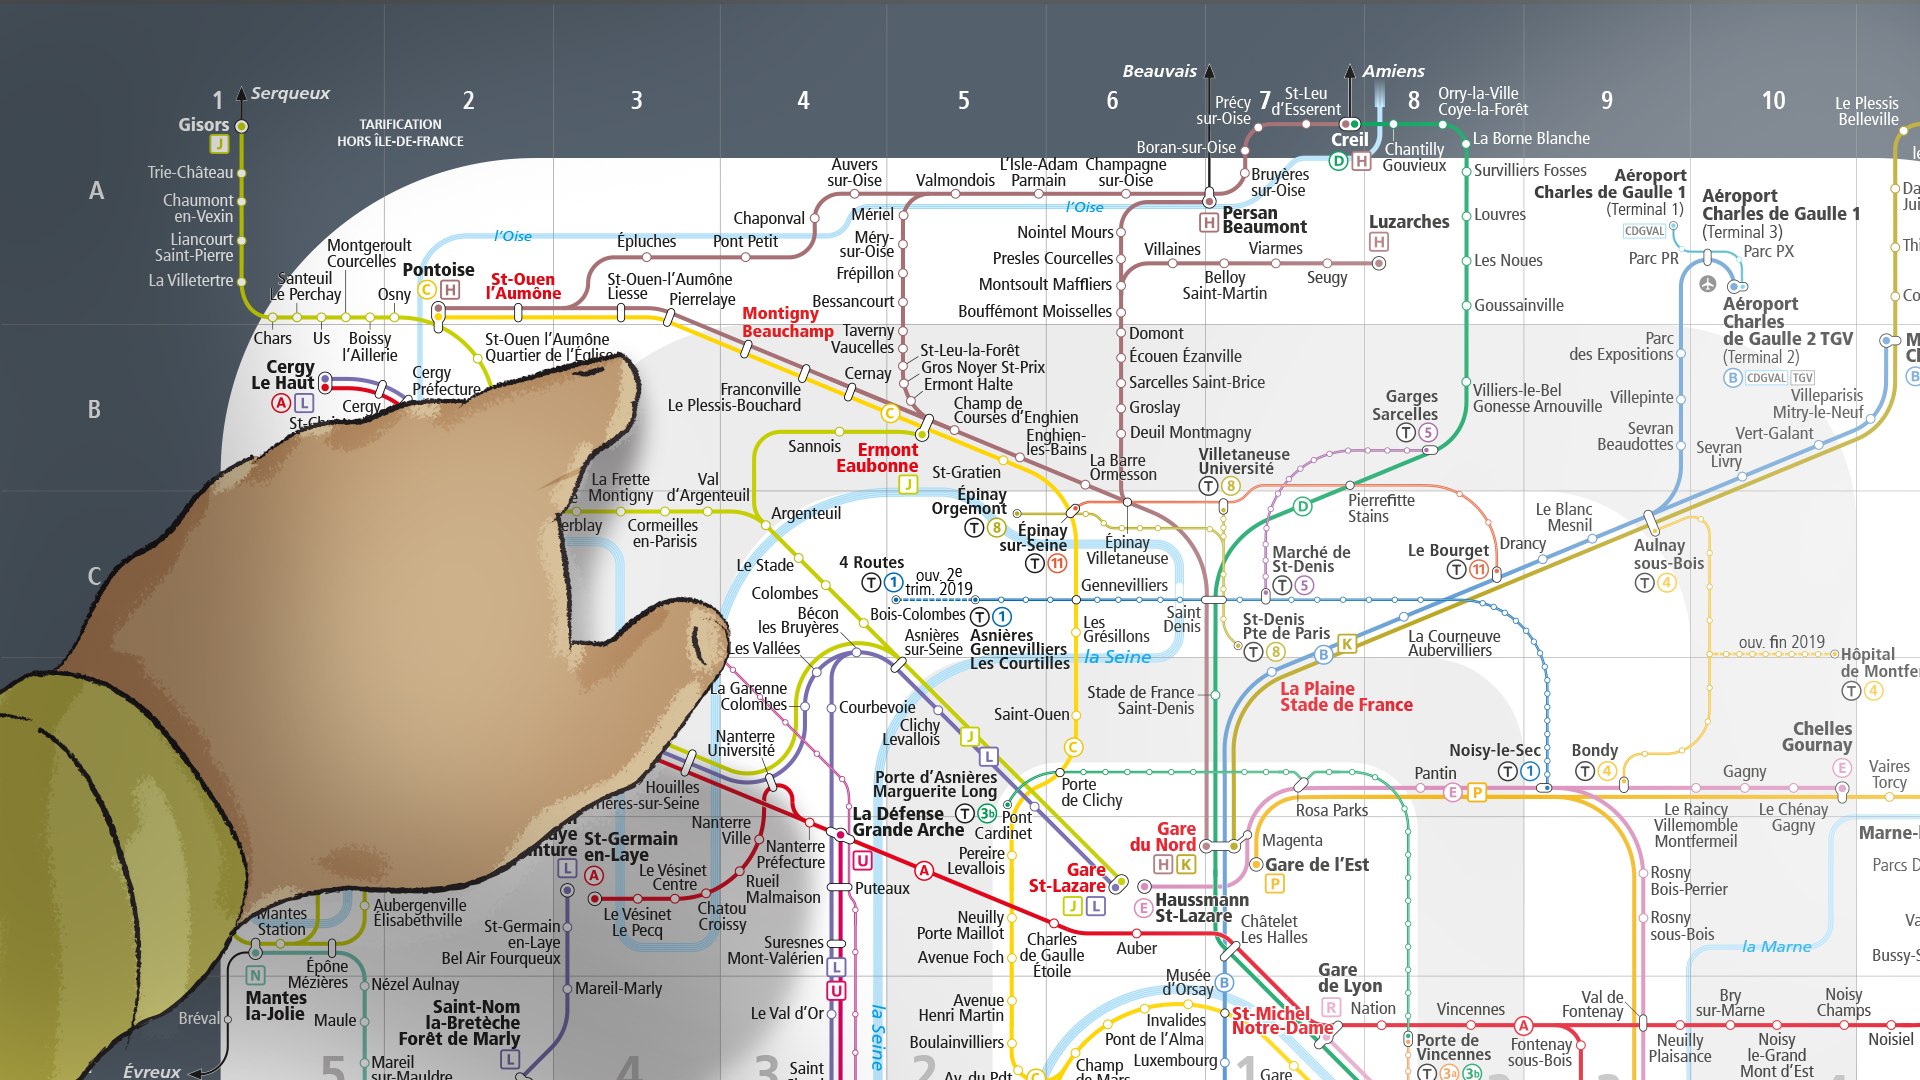 1
2
3
4
5
6
7
8
9
10
A
B
C
Serqueux
Gisors
J
TARIFICATION
HORS ÎLE-DE-FRANCE
Trie-Château
Chaumont
en-Vexin
Liancourt
Saint-Pierre
La Villetertre
Santeuil
Le Perchay
Montgeroult
Courcelles
Osny
Chars
Us
Boissy
l'Aillerie
Pontoise
C H
St-Ouen
l'Aumône
l'Oise
Épluches
Pont Petit
Chaponval
St-Ouen-l'Aumône
Liesse
Pierrelaye
St-Ouen l'Aumône
Quartier de l'Église
Cergy
Le Haut
A L
Cergy
Préfecture
Cergy
Montigny
Beauchamp
Franconville
Le Plessis-Bouchard
Cernay
C
Auvers
sur-Oise
Valmondois
L'Isle-Adam
Parmain
Champagne
sur-Oise
l'Oise
Mériel
Méry-
sur-Oise
Frépillon
Bessancourt
Taverny
Vaucelles
St-Leu-la-Forêt
Gros Noyer St-Prix
Ermont Halte
Champ de
Courses d'Enghien
Enghien-
les-Bains
La Barre
Ormesson
Sannois
Ermont
Eaubonne
J
St-Gratien
Beauvais
Amiens
Précy
sur-Oise
St-Leu
d'Esserent
Boran-sur-Oise
Bruyères
sur-Oise
Creil
D H
Orry-la-Ville
Coye-la-Forêt
Chantilly
Gouvieux
La Borne Blanche
Survilliers Fosses
Louvres
Les Noues
Goussainville
Villiers-le-Bel
Gonesse Arnouville
Persan
Beaumont
H
Luzarches
H
Nointel Mours
Presles Courcelles
Montsoult Maffliers
Bouffémont Moisselles
Domont
Écouen Ézanville
Sarcelles Saint-Brice
Groslay
Deuil Montmagny
Villaines
Viarmes
Belloy
Saint-Martin
Seugy
Garges
Sarcelles
T 5
Villetaneuse
Université
T 8
Aéroport
Charles de Gaulle 1
(Terminal 1)
CDGVAL
Aéroport
Charles de Gaulle 1
(Terminal 3)
Parc PR
Parc PX
Aéroport
Charles
de Gaulle 2 TGV
(Terminal 2)
B CDGVAL TGV
Parc
des Expositions
Villepinte
Sevran
Beaudottes
Sevran
Livry
Vert-Galant
Villeparisis
Mitry-le-Neuf
Le Plessis
Belleville
La Frette
Montigny
Val
d'Argenteuil
erblay
Cormeilles
en-Parisis
Argenteuil
Le Stade
Colombes
Bécon
les Bruyères
Les Vallées
La Garenne
Colombes
Courbevoie
Nanterre
Université
Clichy
Levallois
J
L
Épinay
Orgemont
T 8
Épinay
sur-Seine
T 11
Épinay
Villetaneuse
4 Routes
T 1
ouv. 2e
trim. 2019
Bois-Colombes
T 1
Asnières
sur-Seine
Asnières
Gennevilliers
Les Courtilles
Gennevilliers
Les
Grésillons
la Seine
Saint
Denis
Stade de France
Saint-Denis
Saint-Ouen
C
D
Pierrefitte
Stains
Marché de
St-Denis
T 5
St-Denis
Pte de Paris
T 8
B
K
La Plaine
Stade de France
Le Bourget
T 11
Drancy
Le Blanc
Mesnil
La Courneuve
Aubervilliers
Aulnay
sous-Bois
T 4
ouv. fin 2019
Hôpital
de Montfer
T 4
Chelles
Gournay
E
Vaires
Torcy
Noisy-le-Sec
T 1
Bondy
T 4
Pantin
E P
Gagny
Le Raincy
Villemomble
Montfermeil
Le Chénay
Gagny
Marne-l
Parcs D
Rosny
Bois-Perrier
Rosny
sous-Bois
la Marne
Bussy-S
Houilles
rrières-sur-Seine
Nanterre
Ville
Nanterre
Préfecture
Rueil
Malmaison
Chatou
Croissy
Le Vésinet
Centre
Le Vésinet
Le Pecq
St-Germain
en-Laye
A
L
La Défense
Grande Arche
U
Puteaux
Suresnes
Mont-Valérien
L
U
Le Val d'Or
Saint
la Seine
Porte d'Asnières
Marguerite Long
T 3b
Pont
Cardinet
Porte
de Clichy
Pereire
Levallois
A
Neuilly
Porte Maillot
Avenue Foch
Avenue
Henri Martin
Boulainvilliers
Av. du Pdt
C
Charles
de Gaulle
Étoile
Auber
Gare
St-Lazare
J L
Haussmann
St-Lazare
E
Gare
du Nord
H K
Magenta
Gare de l'Est
P
Rosa Parks
Châtelet
Les Halles
Musée
d'Orsay
B
Invalides
Pont de l'Alma
Champ
de Mars
Luxembourg
St-Michel
Notre-Dame
Gare
Gare
de Lyon
R
Nation
Vincennes
A
Porte de
Vincennes
T 3a 3b
Fontenay
sous-Bois
Val de
Fontenay
Neuilly
Plaisance
Bry
sur-Marne
Noisy
le-Grand
Mont d'Est
Noisy
Champs
Noisiel
Mantes
Station
Aubergenville
Élisabethville
Épône
Mézières
N
Mantes
la-Jolie
Bréval
Évreux
Nézel Aulnay
Maule
Mareil
sur-Mauldre
St-Germain
en-Laye
Bel Air Fourqueux
Mareil-Marly
Saint-Nom
la-Bretèche
Forêt de Marly
L
5
4
3
2
1